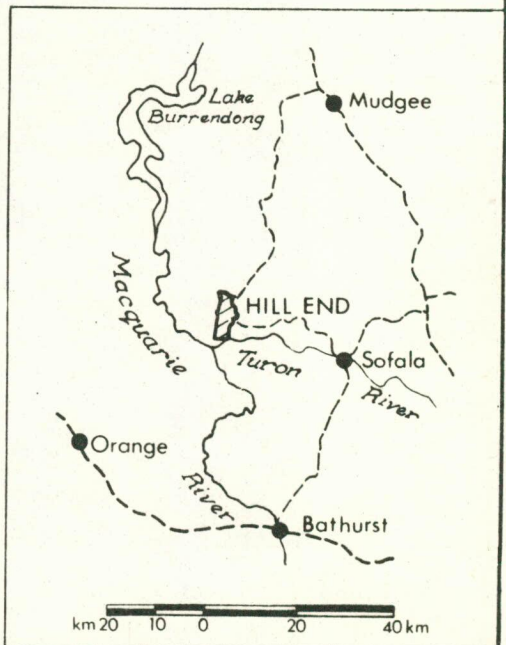 Lake
Burrendong
Mudgee
Macquarie
HILL END
Turon
Sofala
River
Orange
River
Bathurst
km 20 10 0 20 40 km